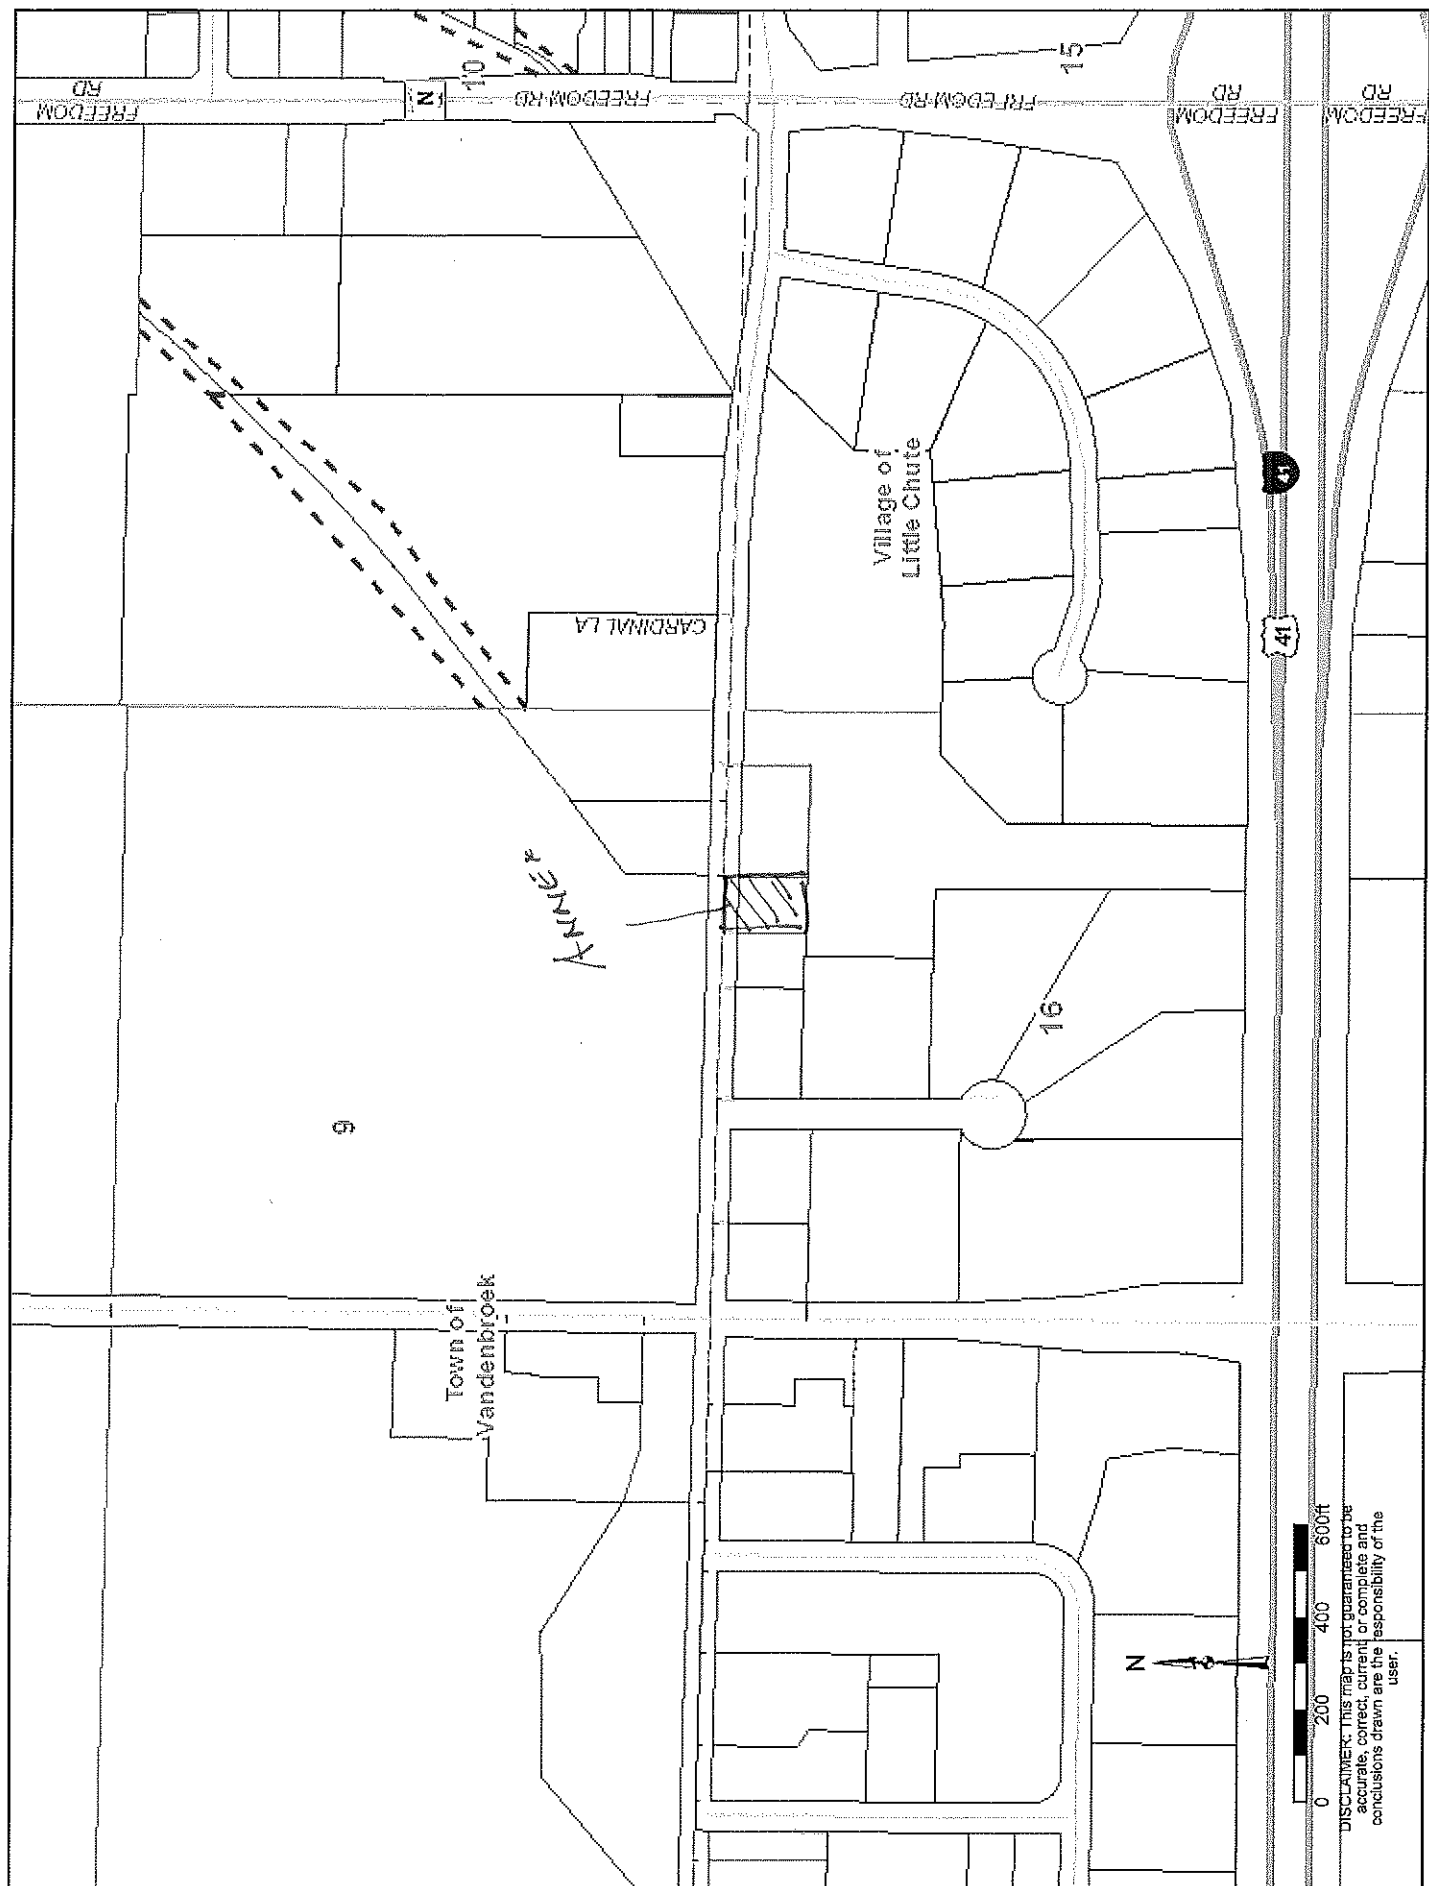 FREEDOM
RD
N
10
FREEDOM RD
FREEDOM RD
15
FREEDOM
RD
FREEDOM
RD
Village of
Little Chute
CARDINAL LA
41
41
ANNEX
16
9
Town of
Vandenbroek
N
0 200 400 600ft
DISCLAIMER: This map is not guaranteed to be
accurate, correct, current, or complete and
conclusions drawn are the responsibility of the
user.